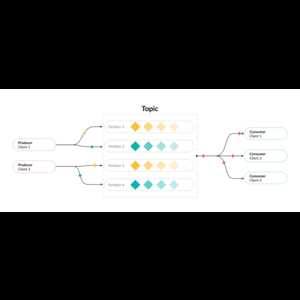 Topic
Partition 1
Partition 2
Partition 3
Partition 4
Producer
Client 1
Producer
Client 2
Consumer
Client 1
Consumer
Client 2
Consumer
Client 3